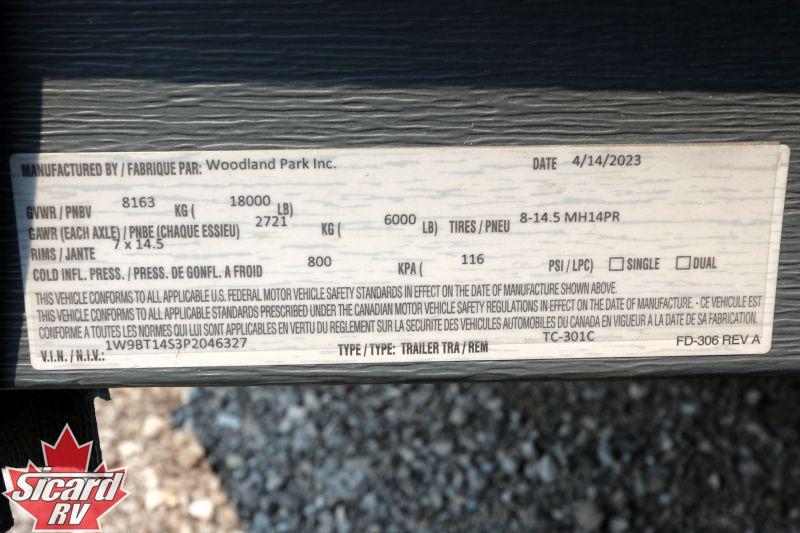 MANUFACTURED BY / FABRIQUE PAR: Woodland Park Inc. DATE 4/14/2023
GVWR / PNBV 8163 KG ( 18000 LB)
GAWR (EACH AXLE) / PNBE (CHAQUE ESSIEU) 2721 KG ( 6000 LB) TIRES / PNEU 8-14.5 MH14PR
RIMS / JANTE 7 x 14.5
COLD INFL. PRESS. / PRESS. DE GONFL. A FROID 800 KPA ( 116 PSI / LPC) SINGLE DUAL
THIS VEHICLE CONFORMS TO ALL APPLICABLE U.S. FEDERAL MOTOR VEHICLE SAFETY STANDARDS IN EFFECT ON THE DATE OF MANUFACTURE SHOWN ABOVE.
THIS VEHICLE CONFORMS TO ALL APPLICABLE STANDARDS PRESCRIBED UNDER THE CANADIAN MOTOR VEHICLE SAFETY REGULATIONS IN EFFECT ON THE DATE OF MANUFACTURE. - CE VEHICULE EST
CONFORME A TOUTES LES NORMES QUI LUI SONT APPLICABLES EN VERTU DU REGLEMENT SUR LA SECURITE DES VEHICULES AUTOMOBILES DU CANADA EN VIGUEUR A LA DATE DE SA FABRICATION.
V.I.N. / N.I.V.: 1W9BT14S3P2046327 TYPE / TYPE: TRAILER TRA / REM TC-301C FD-306 REV A
Sicard
RV